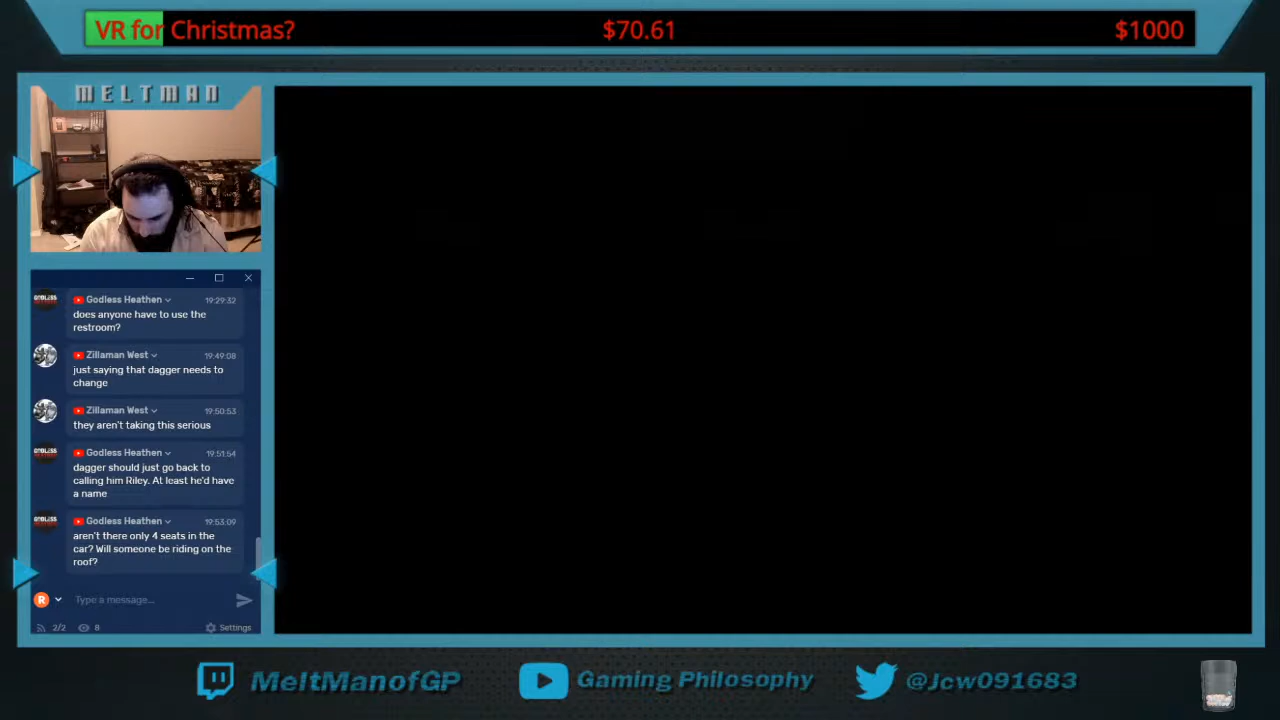 VR for Christmas?
$70.61
$1000
MELTMAN
Godless Heathen
19:29:32
does anyone have to use the
restroom?
Zillaman West
19:49:08
just saying that dagger needs to
change
Zillaman West
19:50:53
they aren't taking this serious
Godless Heathen
19:51:54
dagger should just go back to
calling him Riley. At least he'd have
a name
Godless Heathen
19:53:09
aren't there only 4 seats in the
car? Will someone be riding on the
roof?
R
Type a message...
2/2
8
Settings
MeltManofGP
Gaming Philosophy
@Jcw091683